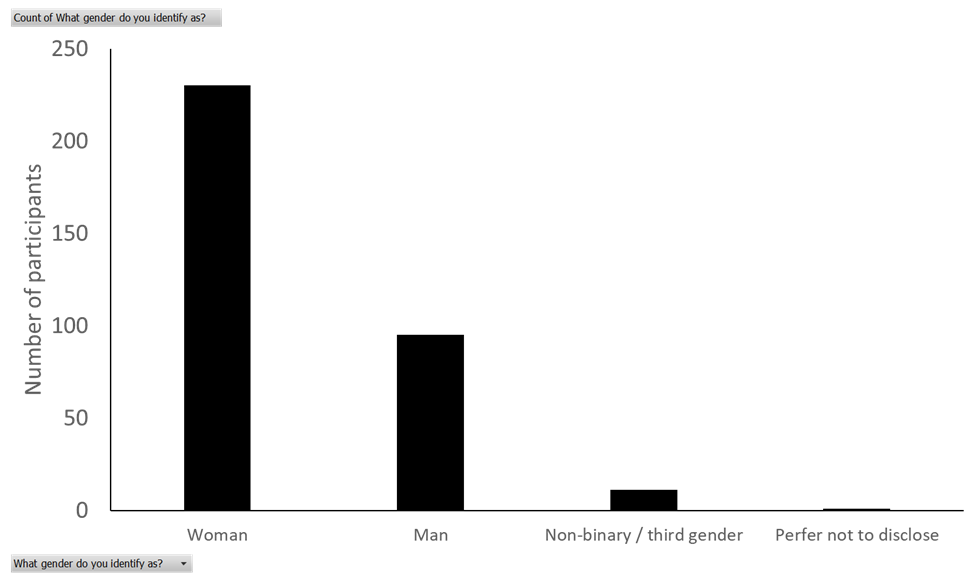 Count of What gender do you identify as?
250
200
150
100
50
0
Number of participants
Woman
Man
Non-binary / third gender
Perfer not to disclose
What gender do you identify as?